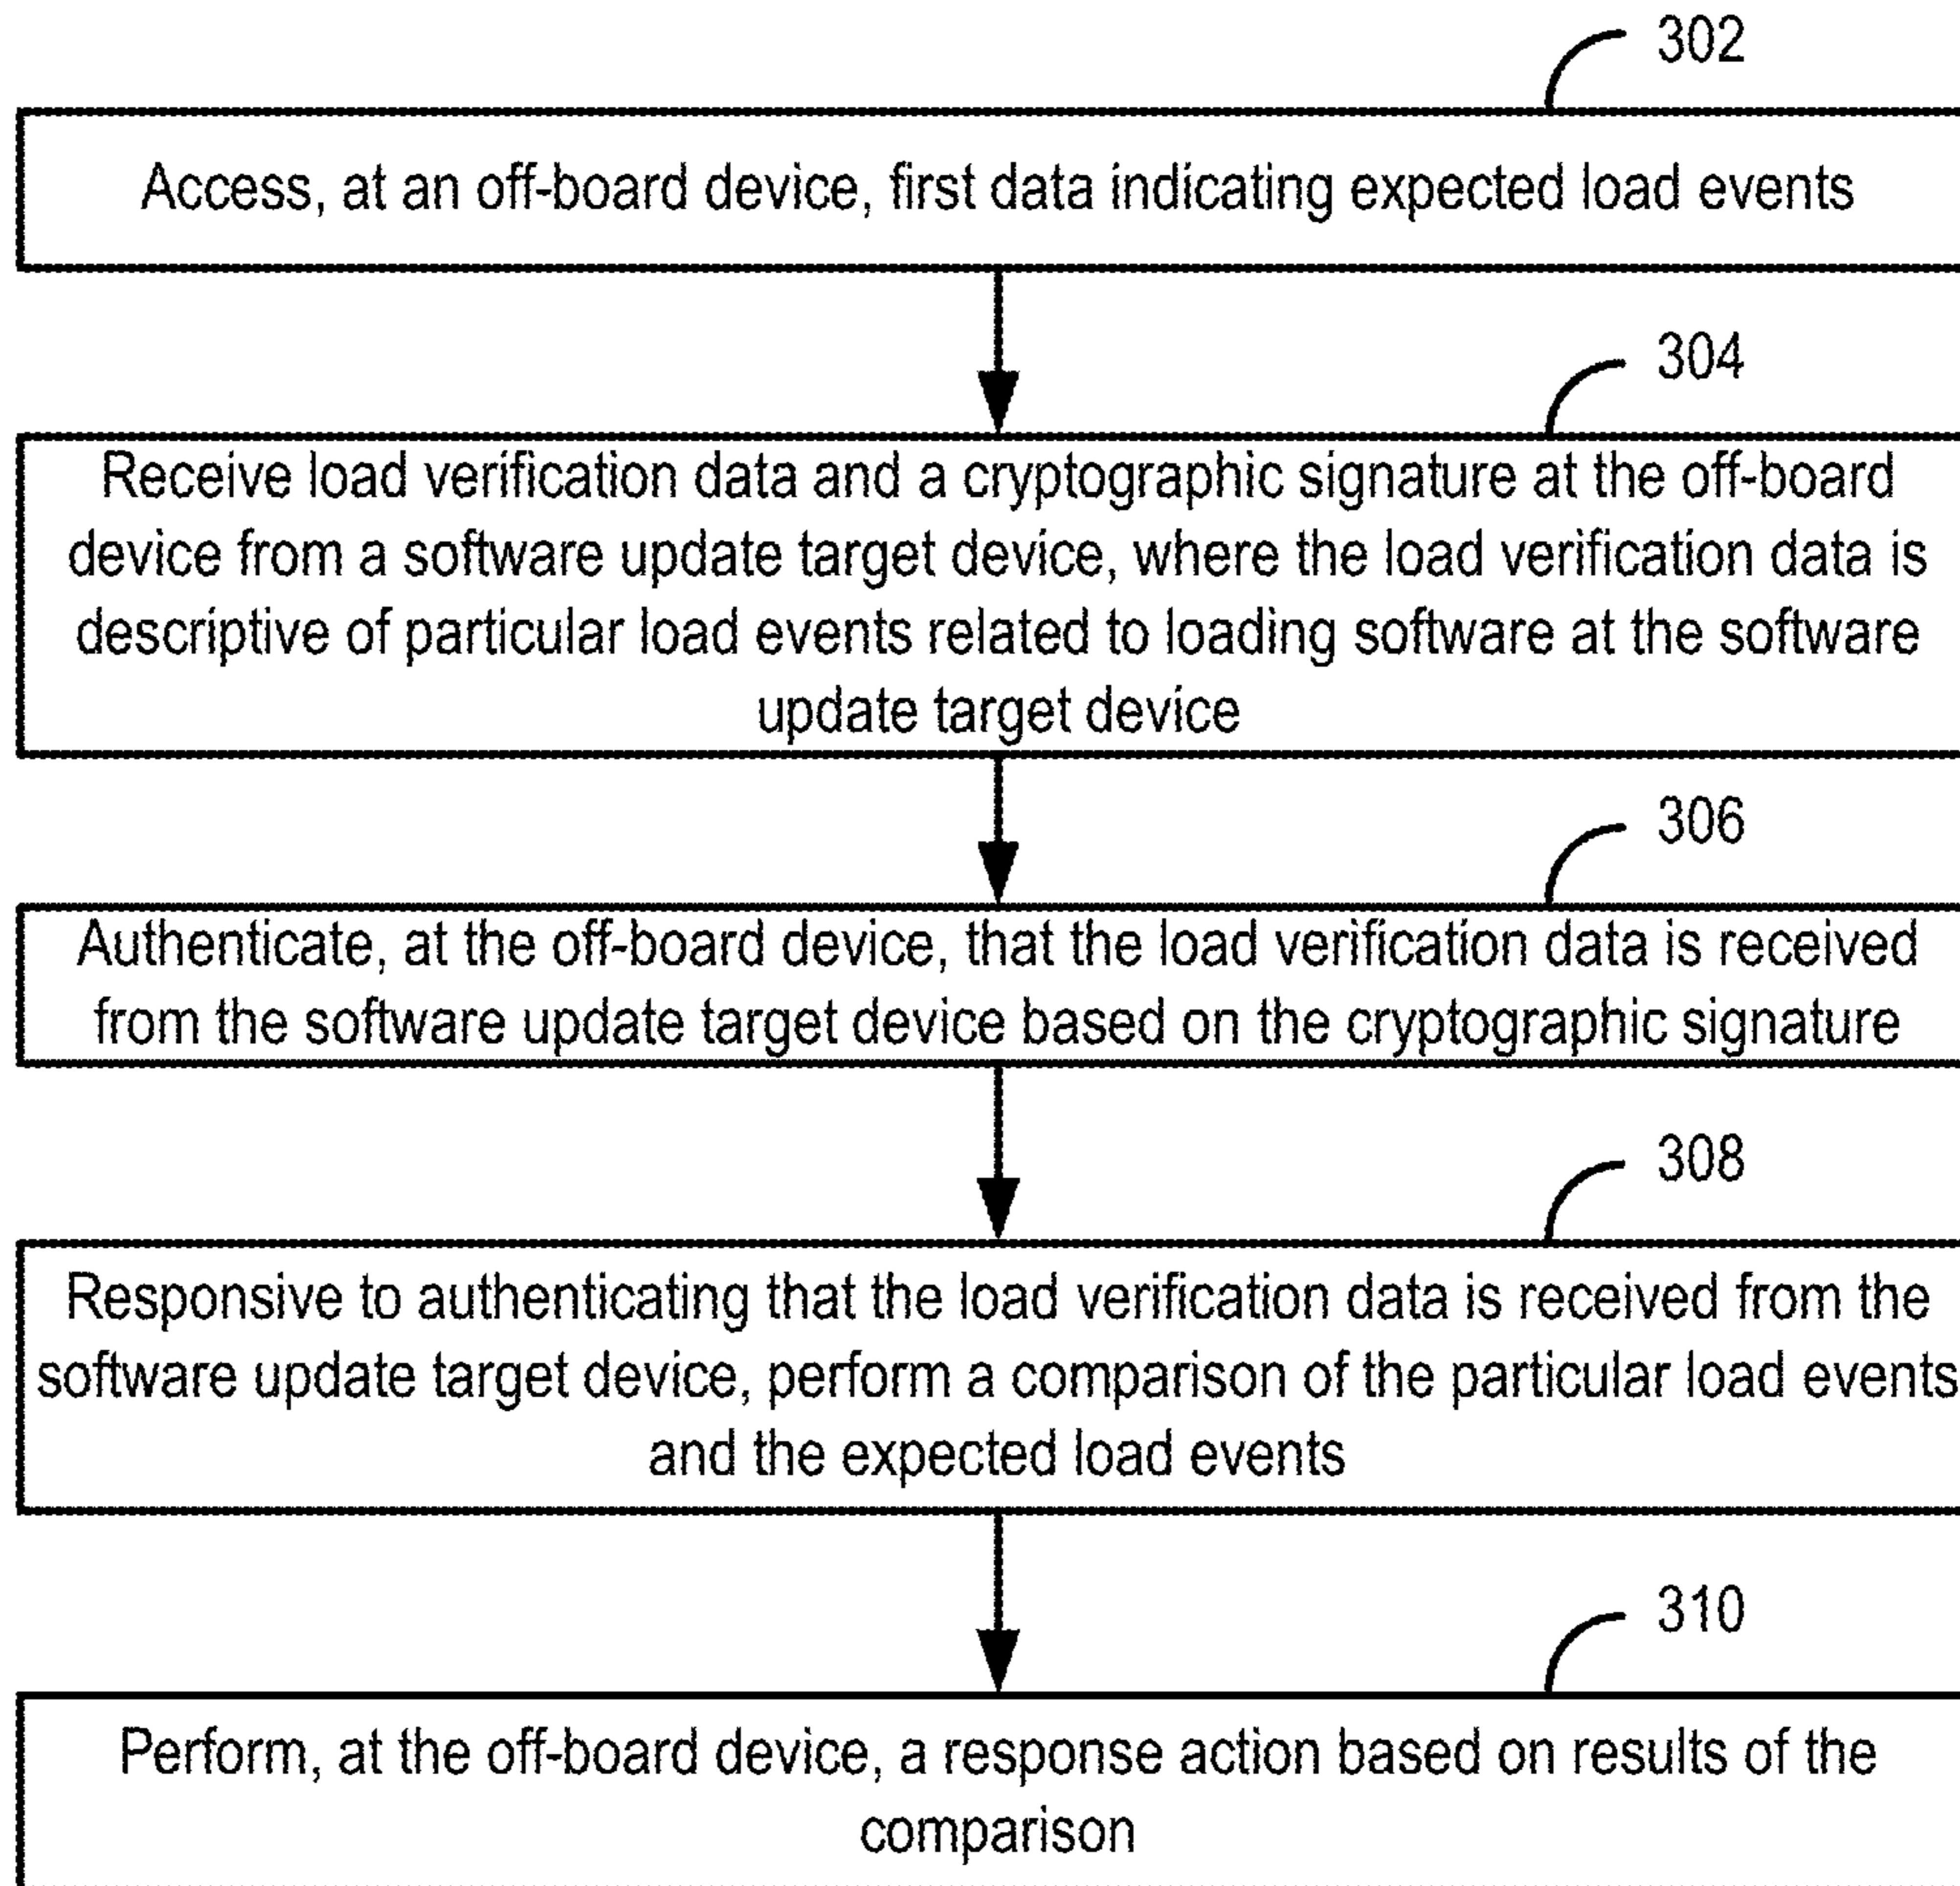 302
Access, at an off-board device, first data indicating expected load events
304
Receive load verification data and a cryptographic signature at the off-board
device from a software update target device, where the load verification data is
descriptive of particular load events related to loading software at the software
update target device
306
Authenticate, at the off-board device, that the load verification data is received
from the software update target device based on the cryptographic signature
308
Responsive to authenticating that the load verification data is received from the
software update target device, perform a comparison of the particular load events
and the expected load events
310
Perform, at the off-board device, a response action based on results of the
comparison